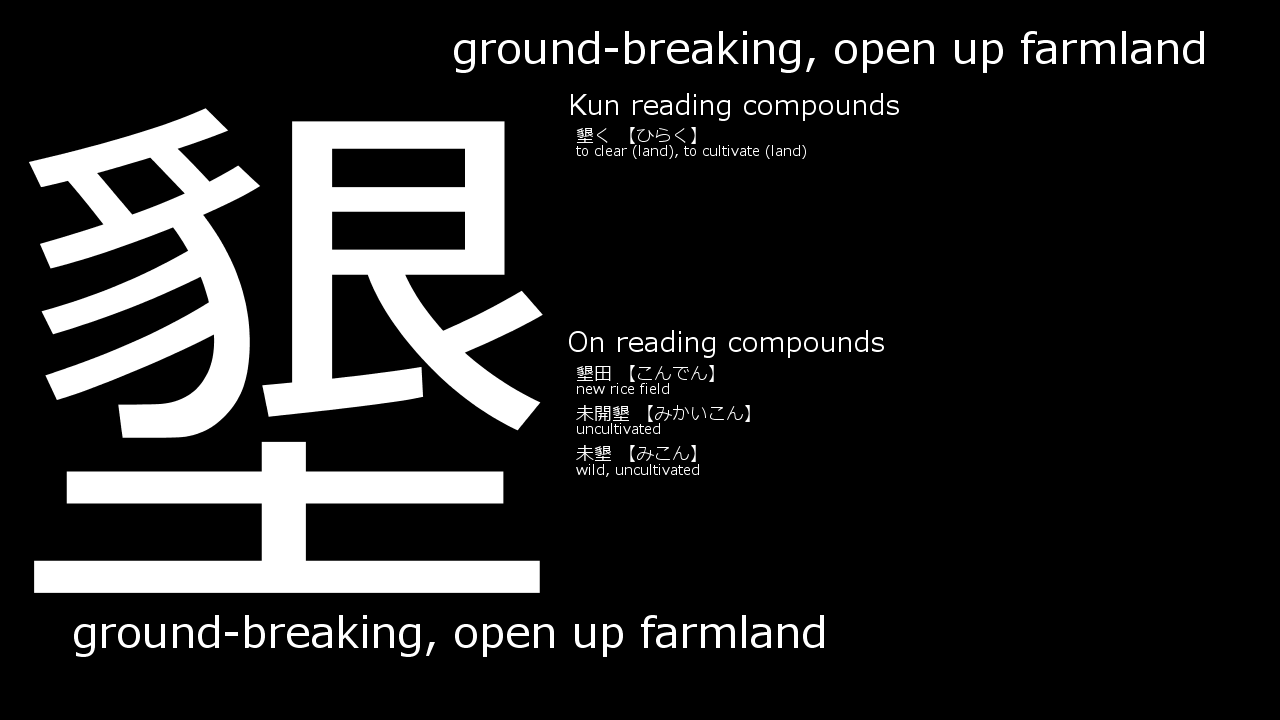 ground-breaking, open up farmland
墾
Kun reading compounds
墾く 【ひらく】
to clear (land), to cultivate (land)
On reading compounds
墾田 【こんでん】
new rice field
未開墾 【みかいこん】
uncultivated
未墾 【みこん】
wild, uncultivated
ground-breaking, open up farmland